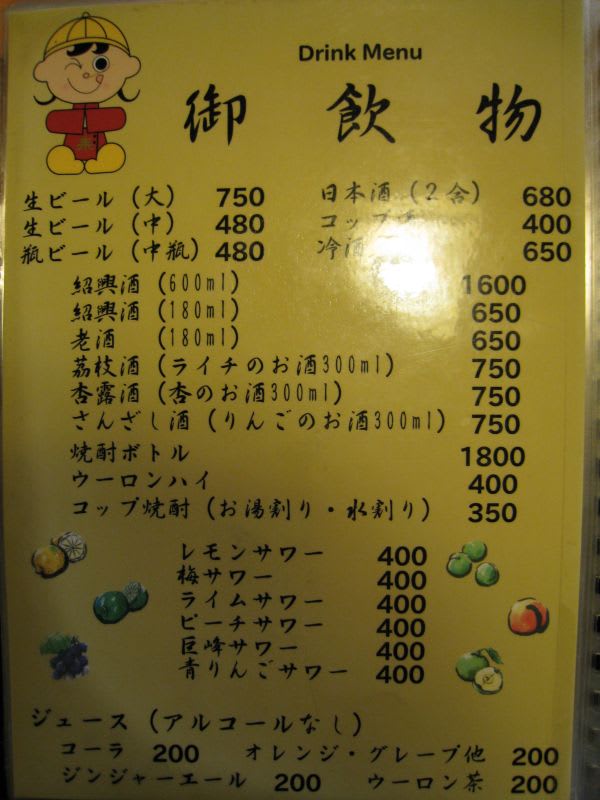 Drink Menu
御飲物
生ビール（大） 750
生ビール（中） 480
瓶ビール（中瓶） 480
日本酒（2合） 680
コップ酒 400
冷酒 650
紹興酒（600ml） 1600
紹興酒（180ml） 650
老酒（180ml） 650
荔枝酒（ライチのお酒300ml） 750
杏露酒（杏のお酒300ml） 750
さんざし酒（りんごのお酒300ml） 750
焼酎ボトル 1800
ウーロンハイ 400
コップ焼酎（お湯割り・水割り） 350
レモンサワー 400
梅サワー 400
ライムサワー 400
ピーチサワー 400
巨峰サワー 400
青りんごサワー 400
ジュース（アルコールなし）
コーラ 200 オレンジ・グレープ他 200
ジンジャーエール 200 ウーロン茶 200